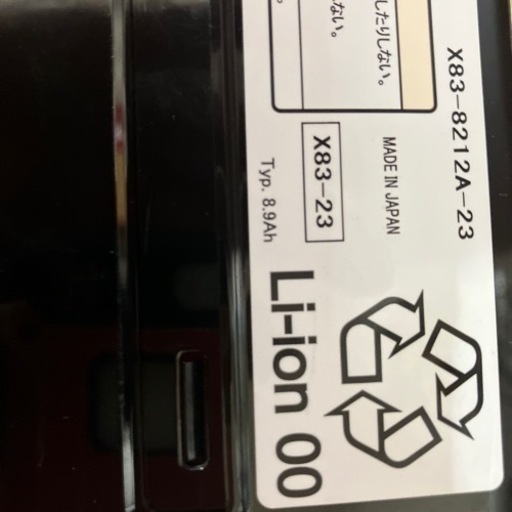 したりしない。
ない。
X83-8212A-23
MADE IN JAPAN
X83-23
Typ. 8.9Ah
Li-ion 00